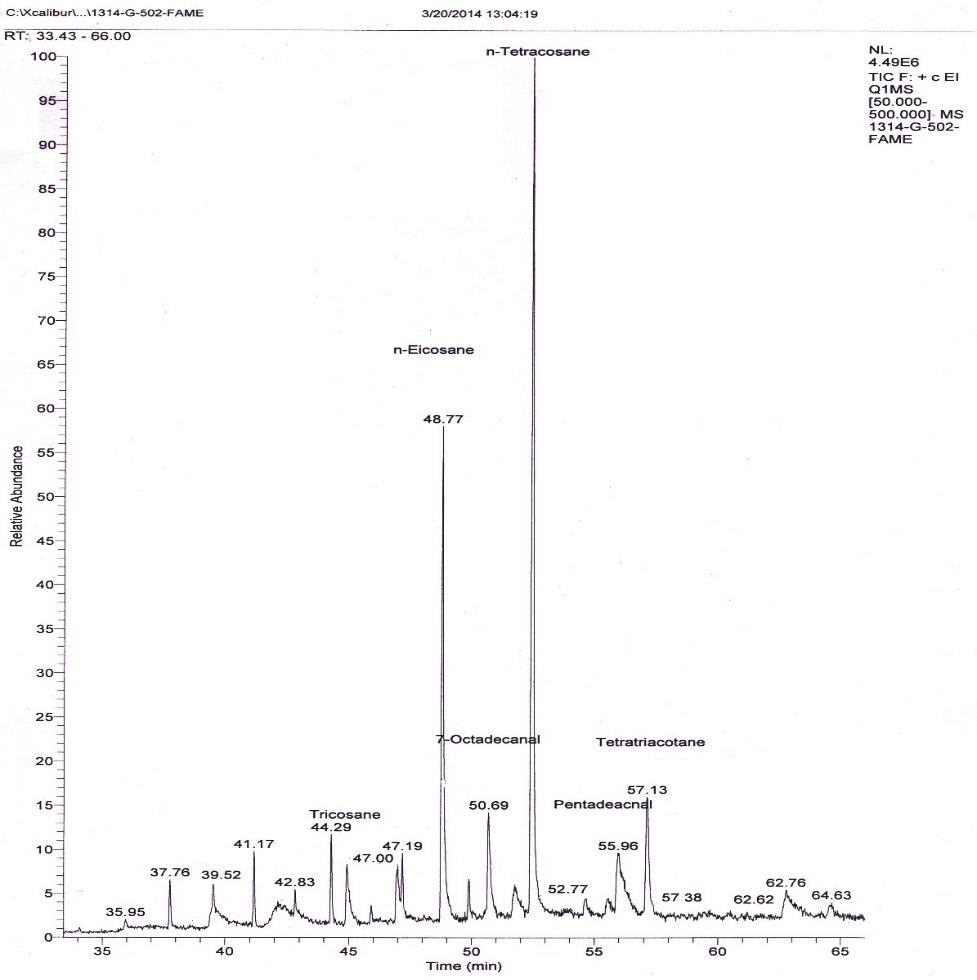 C:\Xcalibur\...\1314-G-502-FAME 3/20/2014 13:04:19
RT: 33.43 - 66.00
NL:
4.49E6
TIC F: + c EI
Q1MS
[50.000-
500.000] MS
1314-G-502-
FAME
n-Tetracosane
n-Eicosane
48.77
7-Octadecanal
Tetratriacotane
57.13
50.69
Pentadeacnal
Tricosane
44.29
41.17
47.19
47.00
55.96
37.76
39.52
42.83
52.77
57 38
62.62
62.76
64.63
35.95
100
95
90
85
80
75
70
65
60
55
50
45
40
35
30
25
20
15
10
5
0
Relative Abundance
35 40 45 50 55 60 65
Time (min)